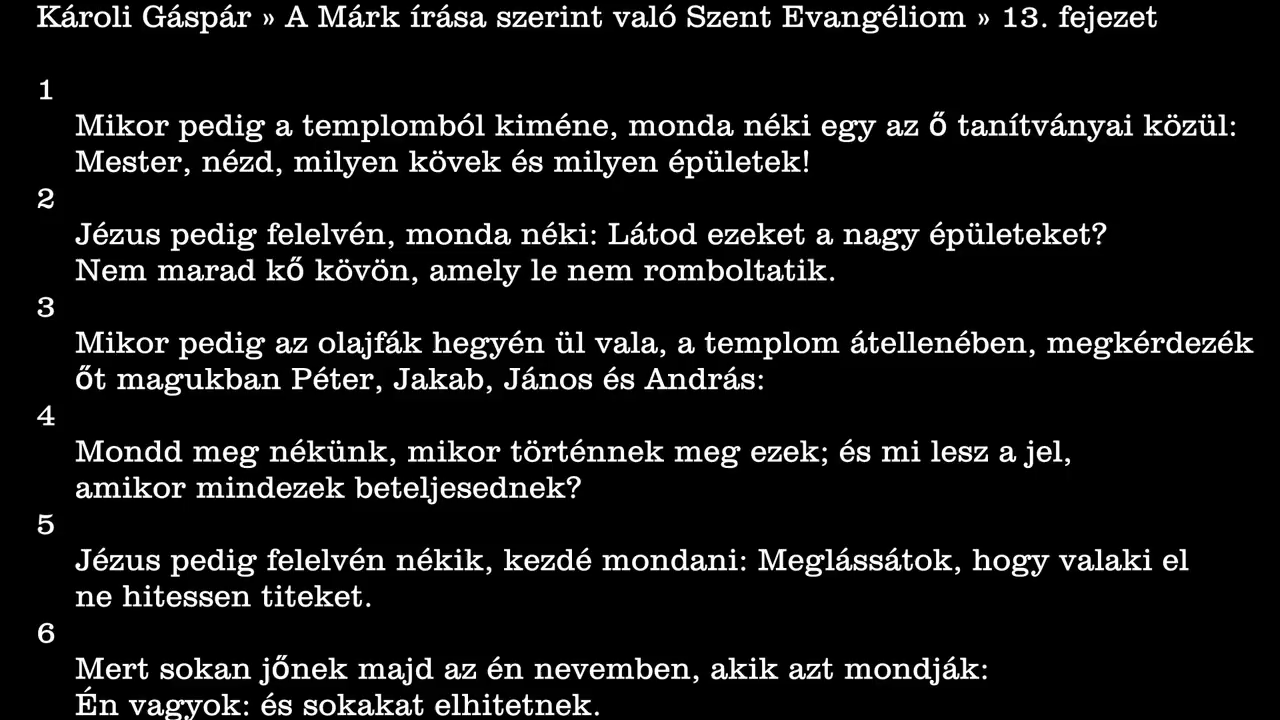 Károli Gáspár » A Márk írása szerint való Szent Evangéliom » 13. fejezet
1
Mikor pedig a templomból kiméne, monda néki egy az ő tanítványai közül:
Mester, nézd, milyen kövek és milyen épületek!
2
Jézus pedig felelvén, monda néki: Látod ezeket a nagy épületeket?
Nem marad kő kövön, amely le nem romboltatik.
3
Mikor pedig az olajfák hegyén ül vala, a templom átellenében, megkérdezék
őt magukban Péter, Jakab, János és András:
4
Mondd meg nékünk, mikor történnek meg ezek; és mi lesz a jel,
amikor mindezek beteljesednek?
5
Jézus pedig felelvén nékik, kezdé mondani: Meglássátok, hogy valaki el
ne hitessen titeket.
6
Mert sokan jőnek majd az én nevemben, akik azt mondják:
Én vagyok: és sokakat elhitetnek.